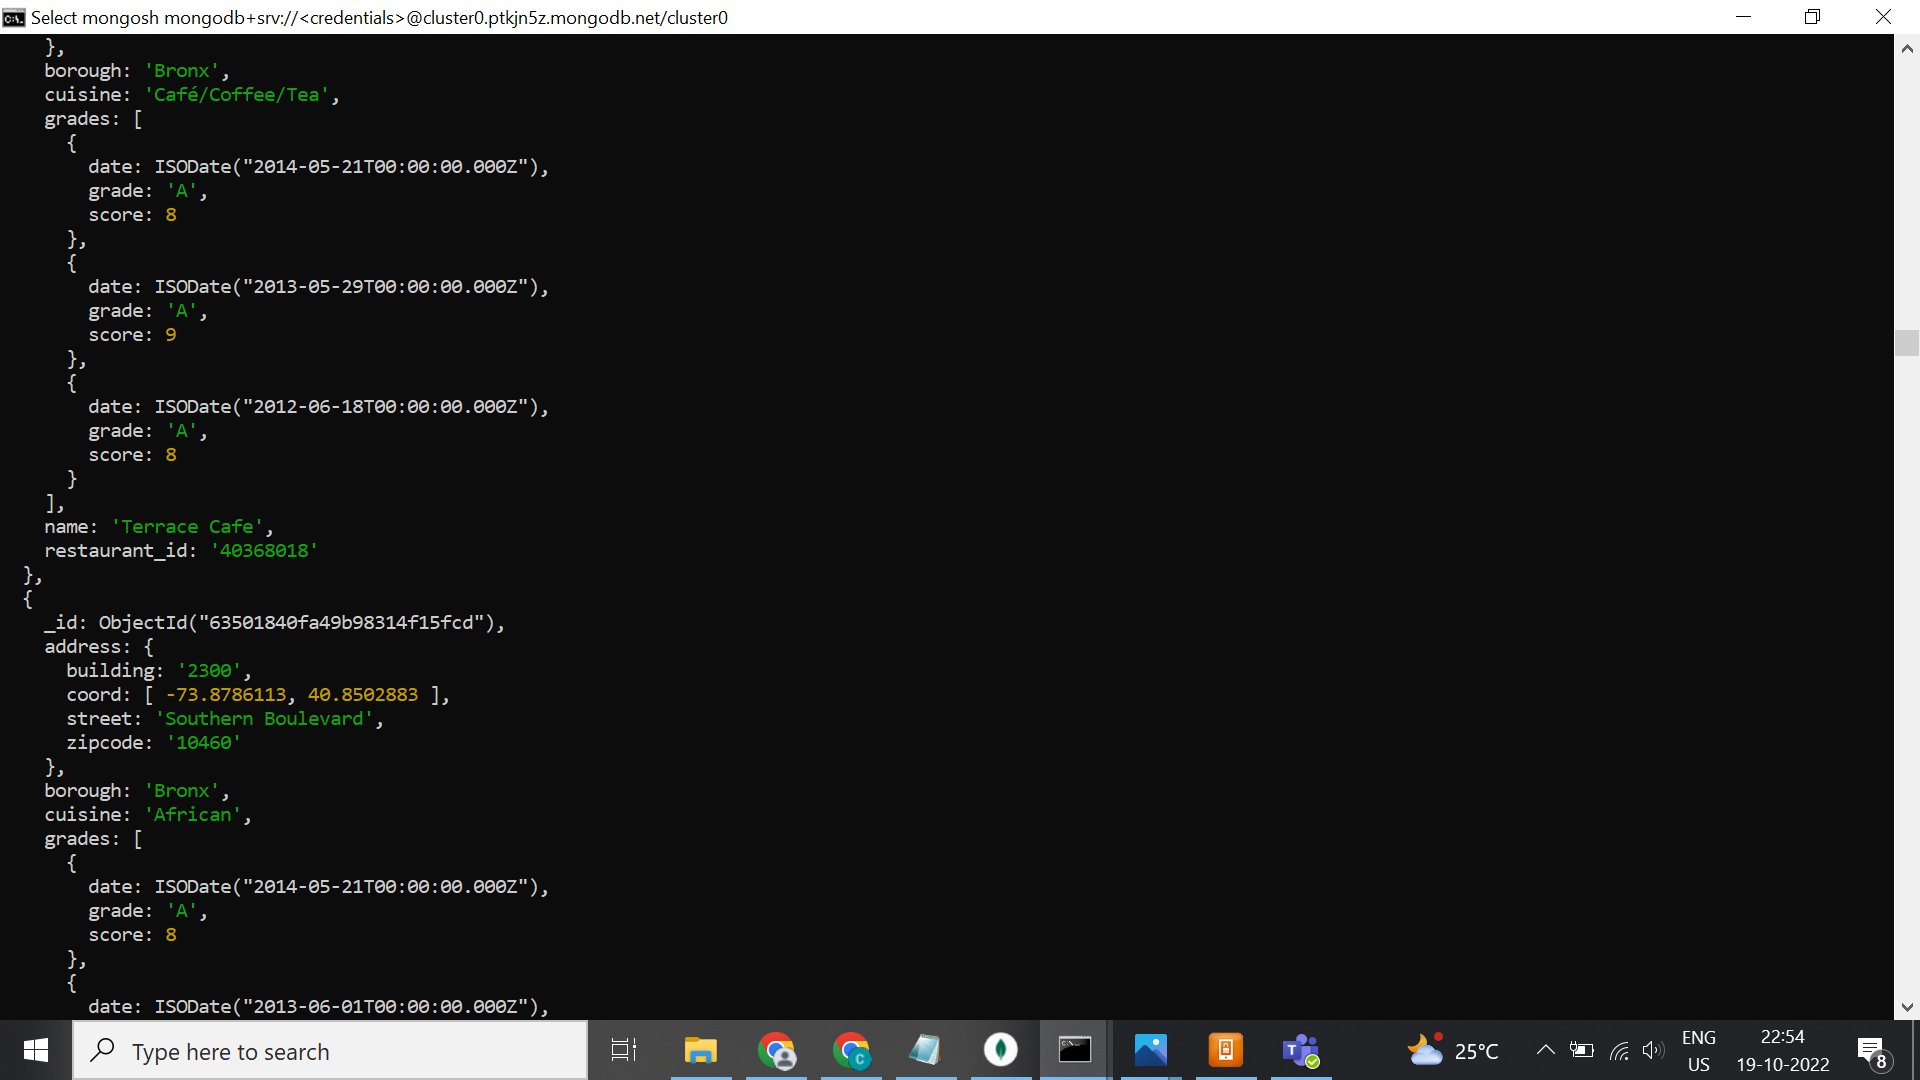 Select mongosh mongodb+srv://<credentials>@cluster0.ptkjn5z.mongodb.net/cluster0
},
borough: 'Bronx',
cuisine: 'Café/Coffee/Tea',
grades: [
{
date: ISODate("2014-05-21T00:00:00.000Z"),
grade: 'A',
score: 8
},
{
date: ISODate("2013-05-29T00:00:00.000Z"),
grade: 'A',
score: 9
},
{
date: ISODate("2012-06-18T00:00:00.000Z"),
grade: 'A',
score: 8
}
],
name: 'Terrace Cafe',
restaurant_id: '40368018'
},
{
_id: ObjectId("63501840fa49b98314f15fcd"),
address: {
building: '2300',
coord: [ -73.8786113, 40.8502883 ],
street: 'Southern Boulevard',
zipcode: '10460'
},
borough: 'Bronx',
cuisine: 'African',
grades: [
{
date: ISODate("2014-05-21T00:00:00.000Z"),
grade: 'A',
score: 8
},
{
date: ISODate("2013-06-01T00:00:00.000Z"),
Type here to search
25°C
ENG
US
22:54
19-10-2022
8